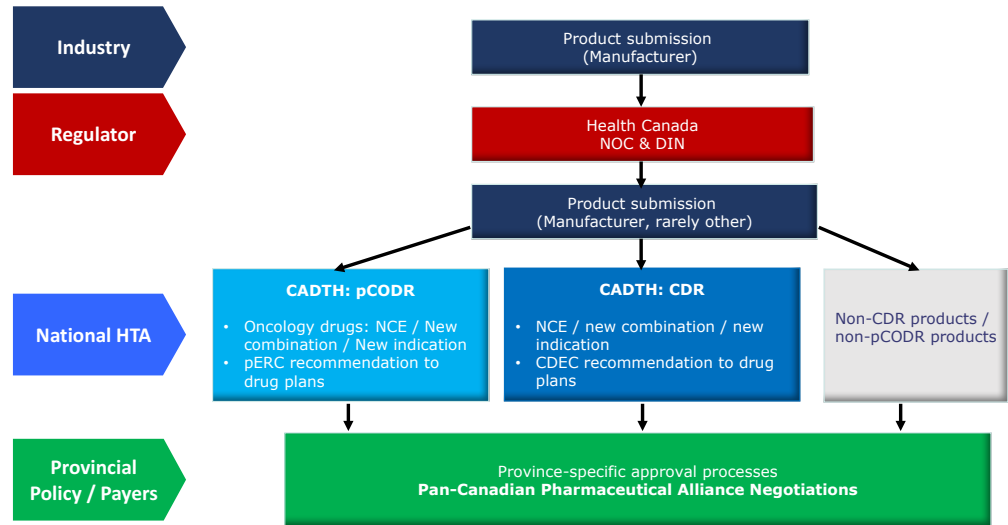 Industry
Product submission
(Manufacturer)
Regulator
Health Canada
NOC & DIN
Product submission
(Manufacturer, rarely other)
National HTA
CADTH: pCODR
• Oncology drugs: NCE / New
combination / New indication
• pERC recommendation to
drug plans
CADTH: CDR
• NCE / new combination / new
indication
• CDEC recommendation to drug
plans
Non-CDR products /
non-pCODR products
Provincial
Policy / Payers
Province-specific approval processes
Pan-Canadian Pharmaceutical Alliance Negotiations